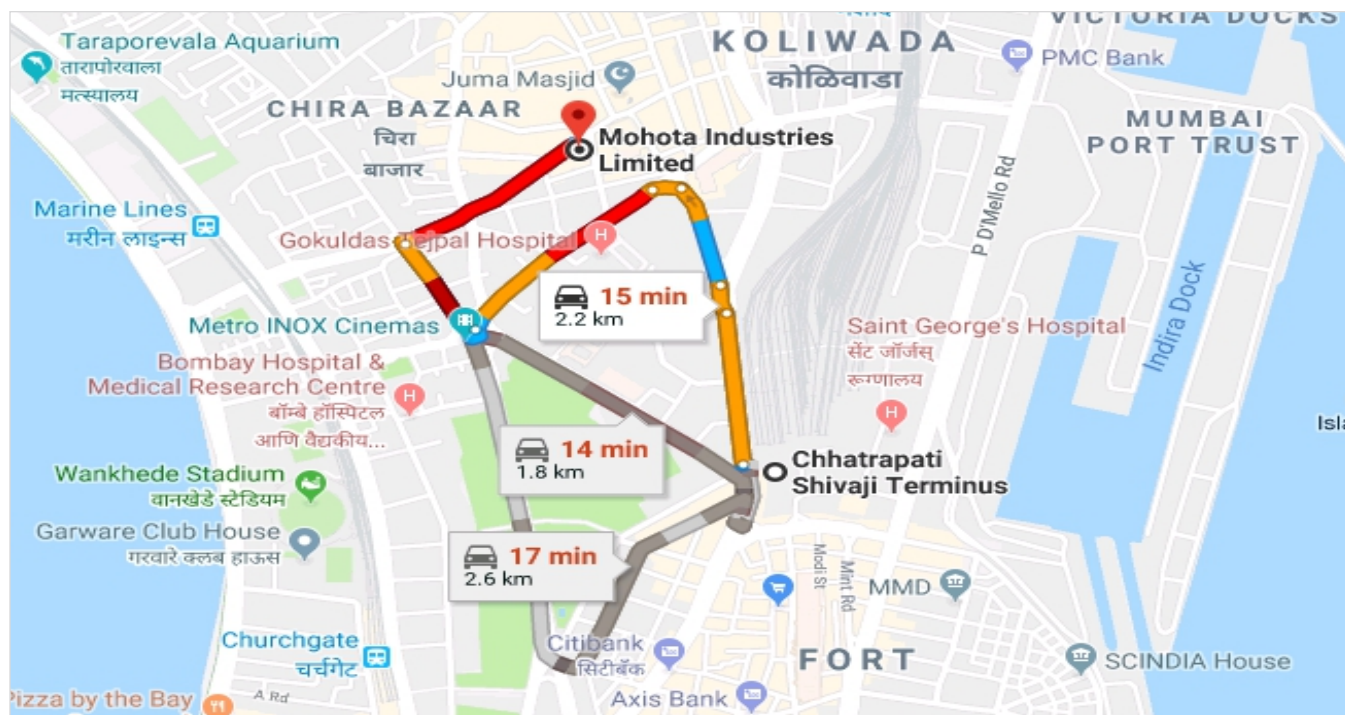 VICTORIA DOCKS
Taraporevala Aquarium
तारापोरवाला
मत्स्यालय
KOLIWADA
कोळिवाडा
PMC Bank
Juma Masjid
CHIRA BAZAAR
चिरा
बाजार
MUMBAI
PORT TRUST
Mohota Industries
Limited
Marine Lines
मरीन लाइन्स
P D'Mello Rd
Gokuldas Tejpal Hospital
Indira Dock
15 min
2.2 km
Metro INOX Cinemas
Saint George's Hospital
सेंट जॉर्जस्
रूग्णालय
Bombay Hospital &
Medical Research Centre
बॉम्बे हॉस्पिटल
आणि वैद्यकीय...
Isla
14 min
1.8 km
Chhatrapati
Shivaji Terminus
Wankhede Stadium
वानखेडे स्टेडियम
Garware Club House
गरवारे क्लब हाऊस
17 min
2.6 km
Modi St
Mint Rd
MMD
Churchgate
चर्चगेट
Citibank
सिटीबँक
FORT
SCINDIA House
Pizza by the Bay
A Rd
Axis Bank